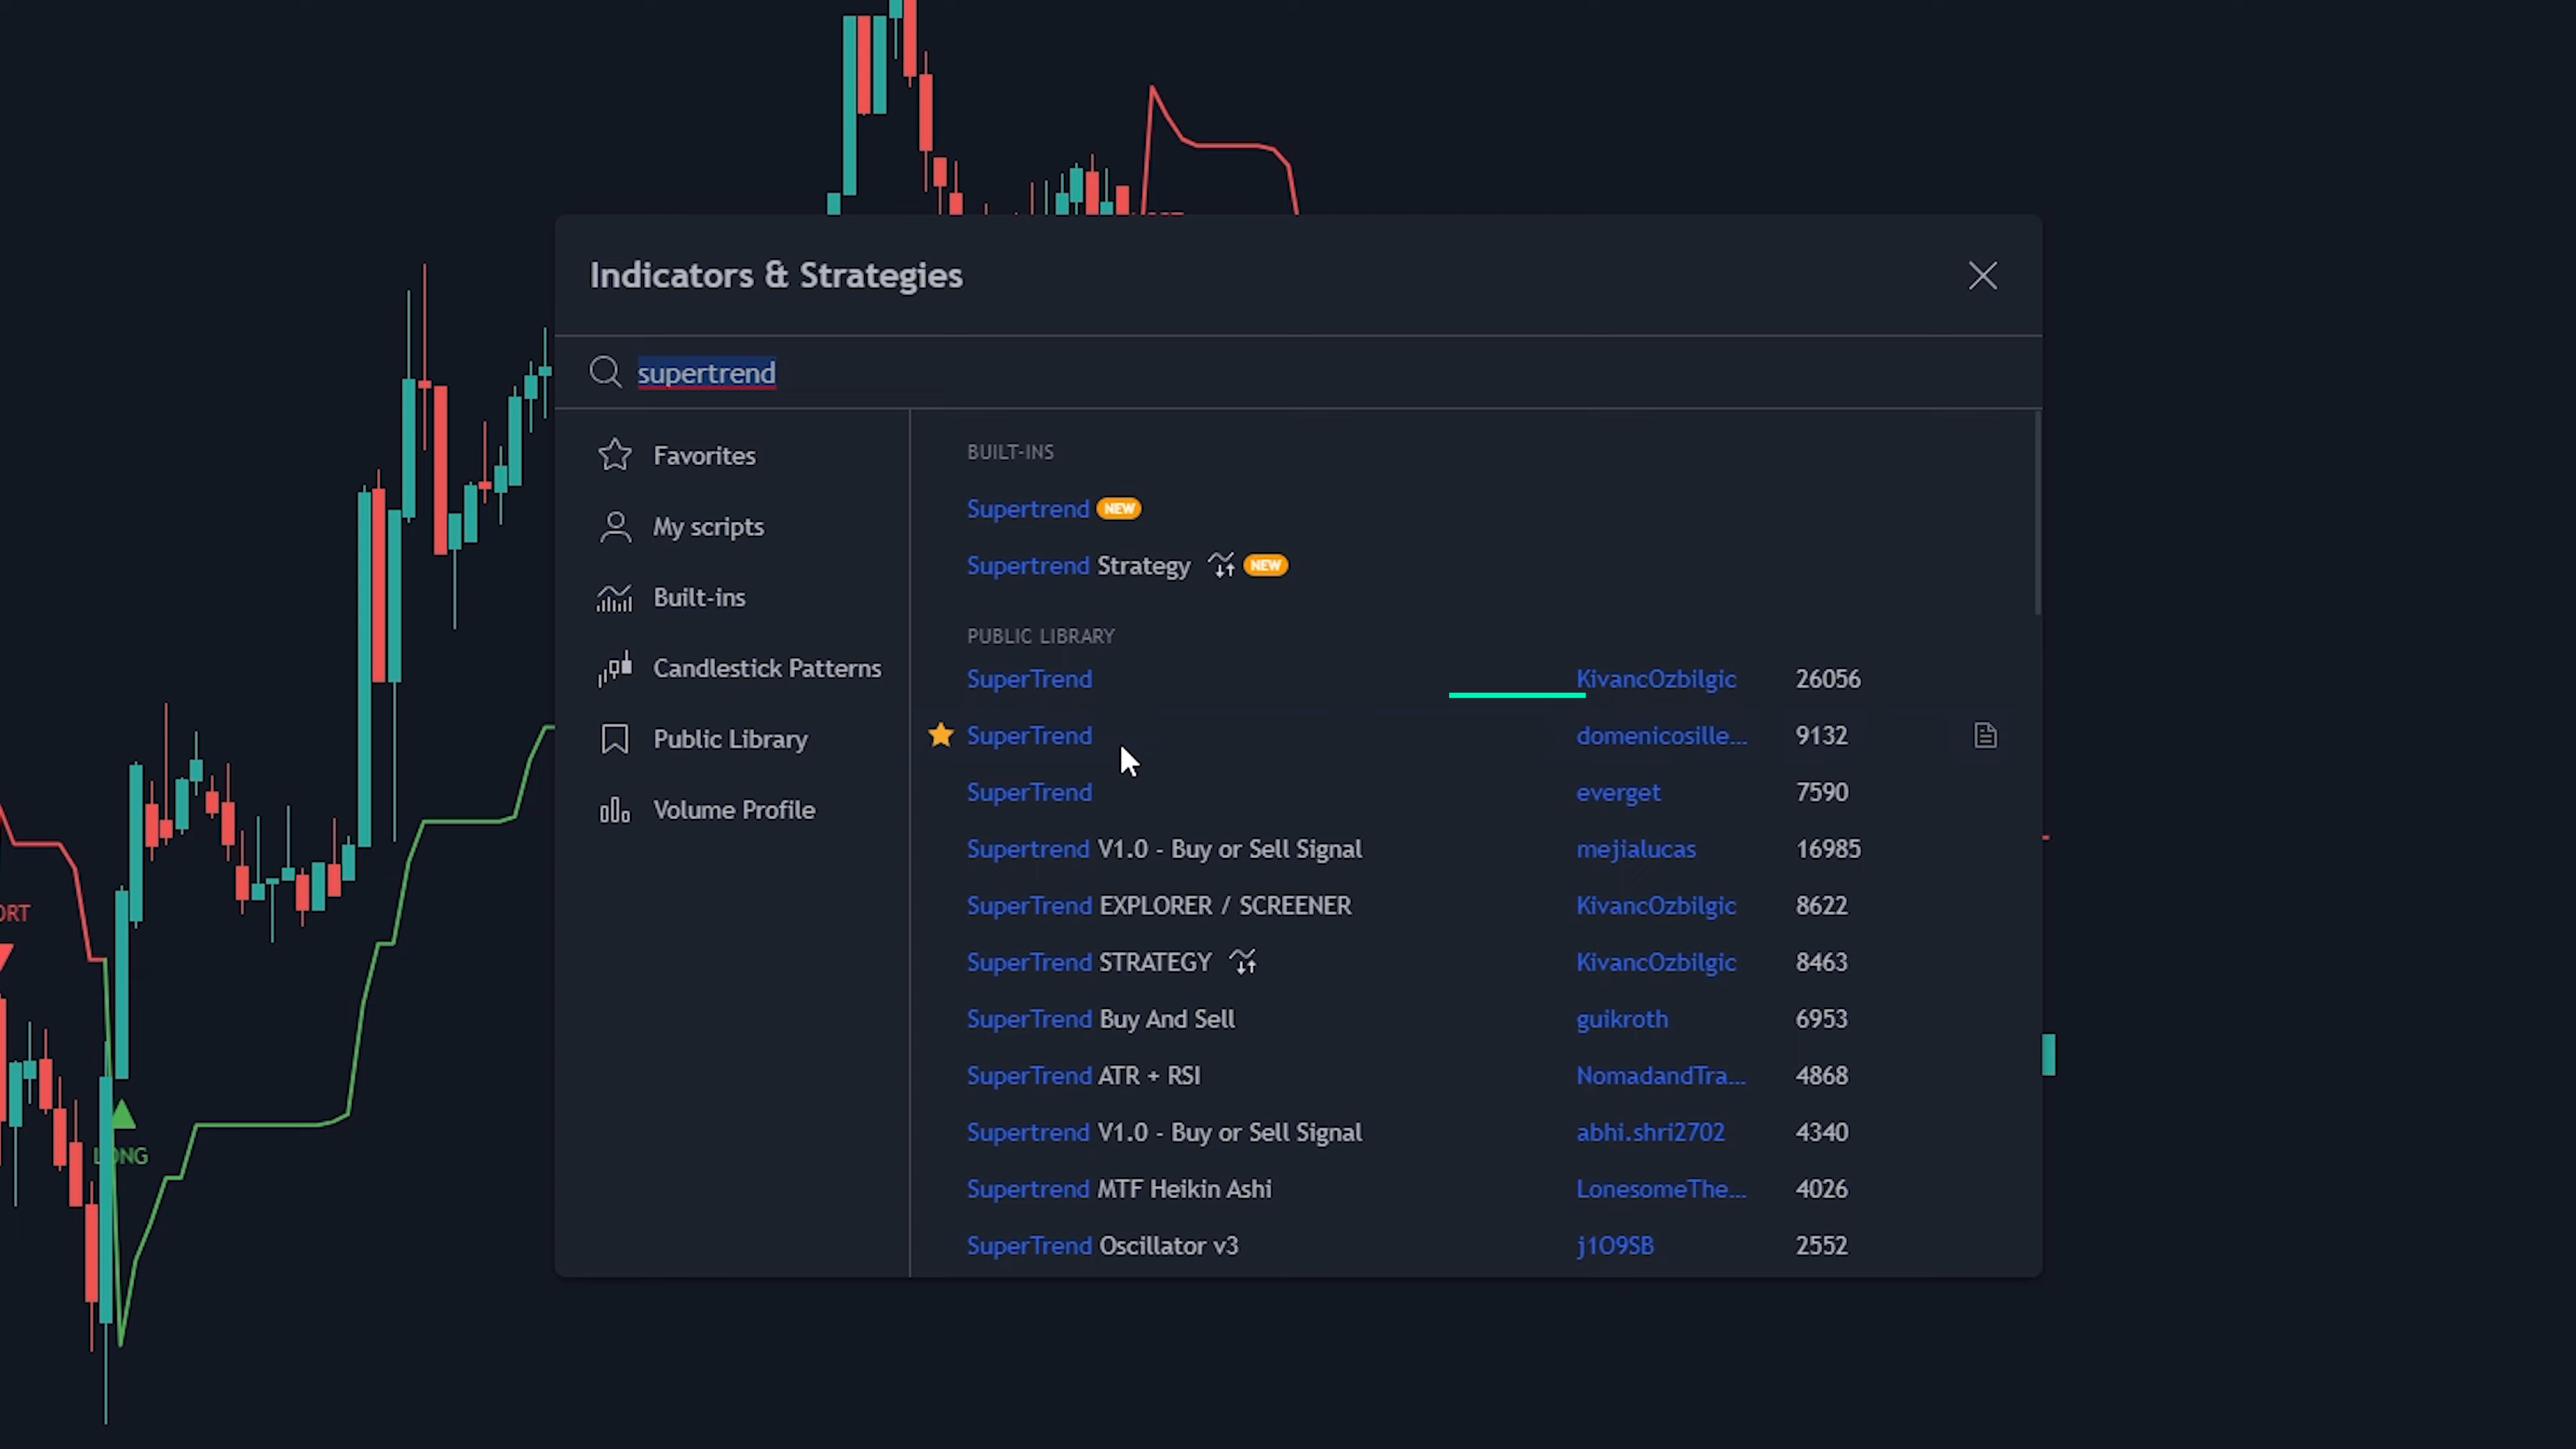 Indicators & Strategies
supertrend
Favorites
My scripts
Built-ins
Candlestick Patterns
Public Library
Volume Profile
BUILT-INS
Supertrend NEW
Supertrend Strategy NEW
PUBLIC LIBRARY
SuperTrend KivancOzbilgic 26056
SuperTrend domenicosille... 9132
SuperTrend everget 7590
Supertrend V1.0 - Buy or Sell Signal mejialucas 16985
SuperTrend EXPLORER / SCREENER KivancOzbilgic 8622
SuperTrend STRATEGY KivancOzbilgic 8463
SuperTrend Buy And Sell guikroth 6953
SuperTrend ATR + RSI NomadandTra... 4868
Supertrend V1.0 - Buy or Sell Signal abhi.shri2702 4340
Supertrend MTF Heikin Ashi LonesomeThe... 4026
SuperTrend Oscillator v3 j1O9SB 2552
ORT
LONG